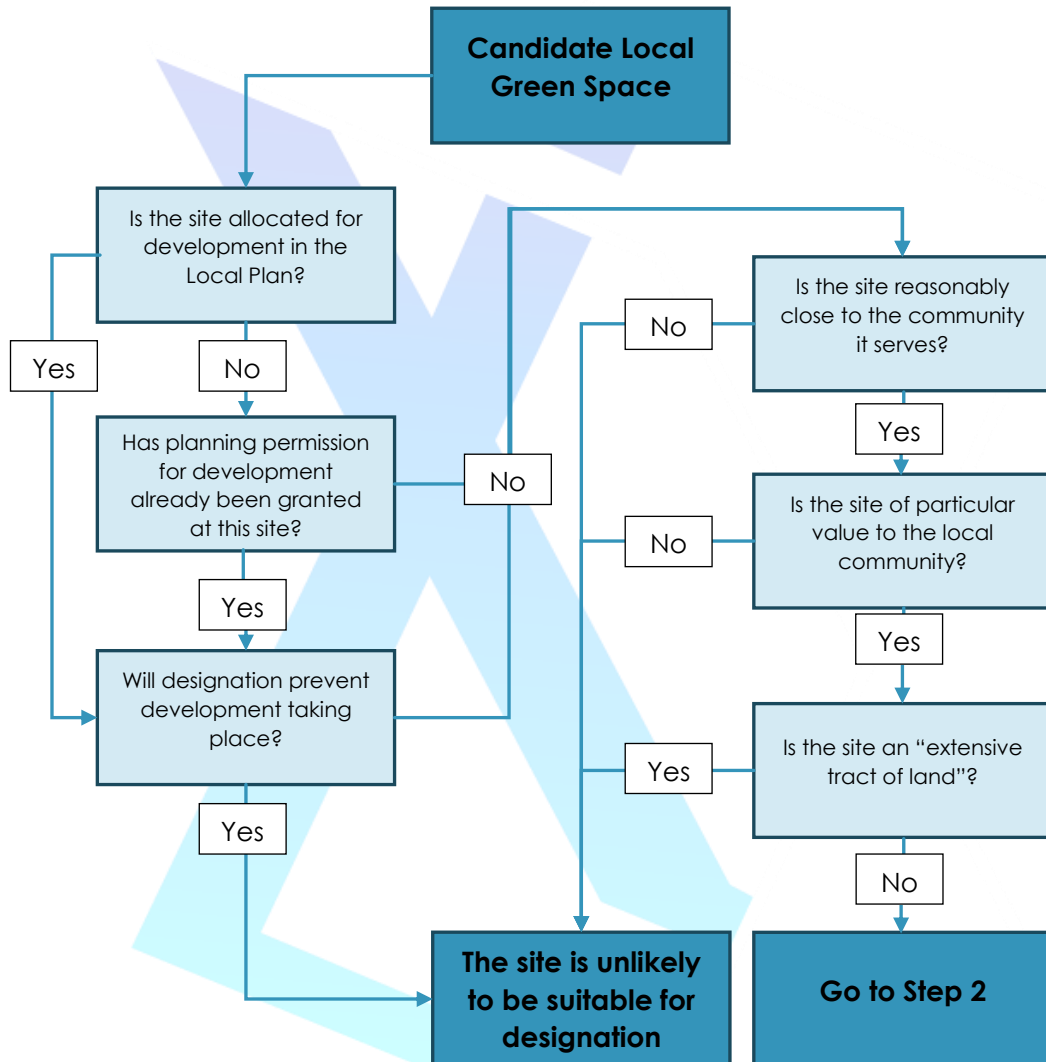 Candidate Local
Green Space
Is the site allocated for
development in the
Local Plan?
Yes
No
Has planning permission
for development
already been granted
at this site?
No
Yes
Will designation prevent
development taking
place?
Yes
Is the site reasonably
close to the community
it serves?
No
Yes
Is the site of particular
value to the local
community?
No
Yes
Is the site an “extensive
tract of land”?
Yes
No
The site is unlikely
to be suitable for
designation
Go to Step 2